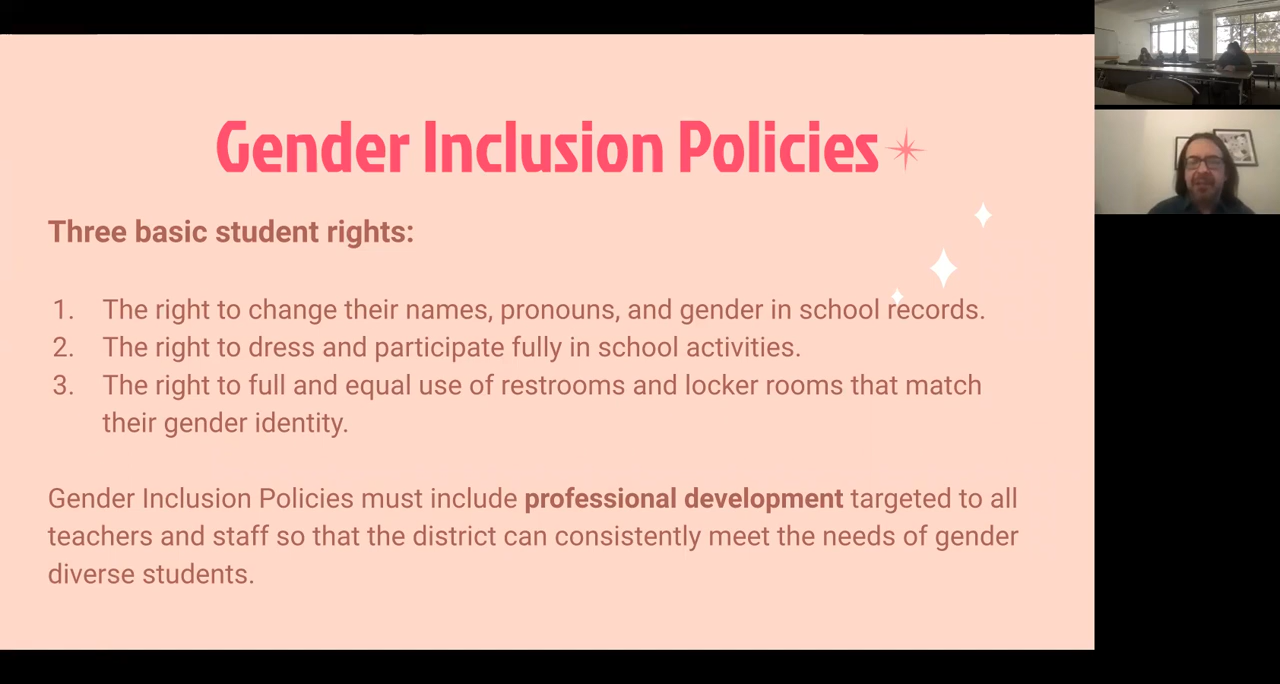 Gender Inclusion Policies
Three basic student rights:
1. The right to change their names, pronouns, and gender in school records.
2. The right to dress and participate fully in school activities.
3. The right to full and equal use of restrooms and locker rooms that match
their gender identity.
Gender Inclusion Policies must include professional development targeted to all
teachers and staff so that the district can consistently meet the needs of gender
diverse students.